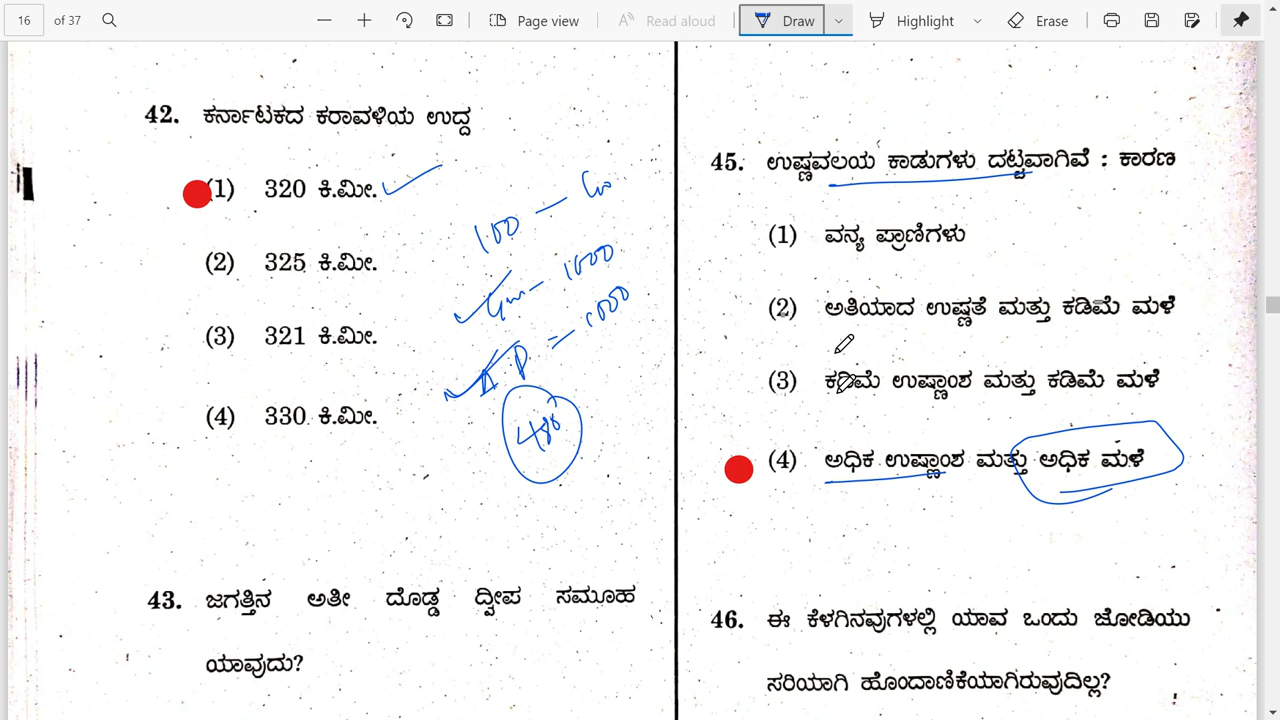 16 of 37
Page view
Read aloud
Draw
Highlight
Erase
42. ಕರ್ನಾಟಕದ ಕರಾವಳಿಯ ಉದ್ದ
(1) 320 ಕಿ.ಮೀ.
(2) 325 ಕಿ.ಮೀ.
(3) 321 ಕಿ.ಮೀ.
(4) 330 ಕಿ.ಮೀ.
100 —
— 1000
A P = 1000
43. ಜಗತ್ತಿನ ಅತೀ ದೊಡ್ಡ ದ್ವೀಪ ಸಮೂಹ
ಯಾವುದು?
45. ಉಷ್ಣವಲಯ ಕಾಡುಗಳು ದಟ್ಟವಾಗಿವೆ : ಕಾರಣ
(1) ವನ್ಯ ಪ್ರಾಣಿಗಳು
(2) ಅತಿಯಾದ ಉಷ್ಣತೆ ಮತ್ತು ಕಡಿಮೆ ಮಳೆ
(3) ಕಡಿಮೆ ಉಷ್ಣಾಂಶ ಮತ್ತು ಕಡಿಮೆ ಮಳೆ
(4) ಅಧಿಕ ಉಷ್ಣಾಂಶ ಮತ್ತು ಅಧಿಕ ಮಳೆ
46. ಈ ಕೆಳಗಿನವುಗಳಲ್ಲಿ ಯಾವ ಒಂದು ಜೋಡಿಯು
ಸರಿಯಾಗಿ ಹೊಂದಾಣಿಕೆಯಾಗಿರುವುದಿಲ್ಲ?